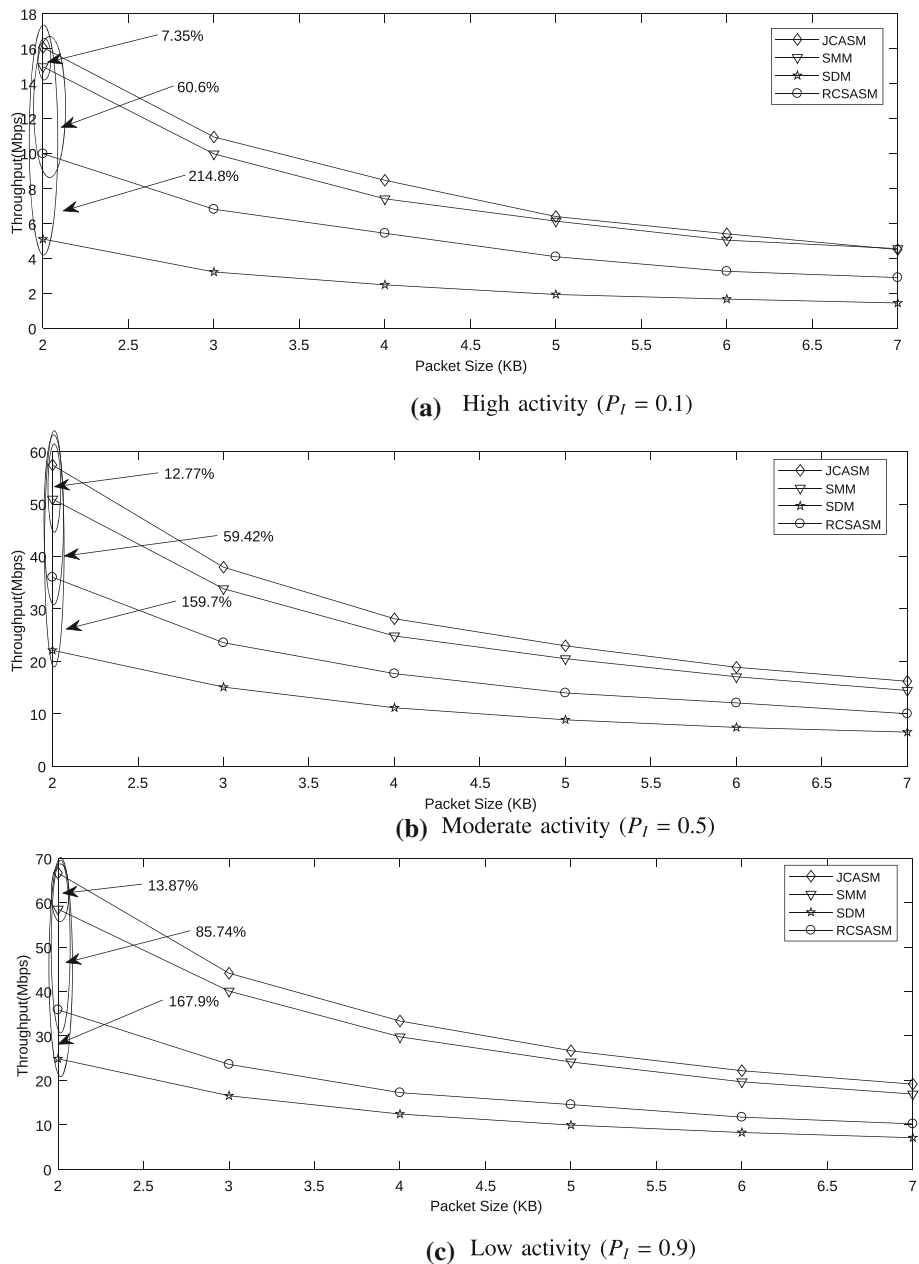 18
16
14
12
10
8
6
4
2
0
Throughput(Mbps)
7.35%
60.6%
214.8%
JCASM
SMM
SDM
RCSASM
2 2.5 3 3.5 4 4.5 5 5.5 6 6.5 7
Packet Size (KB)
(a) High activity (P_I = 0.1)
60
50
40
30
20
10
0
Throughput(Mbps)
12.77%
59.42%
159.7%
JCASM
SMM
SDM
RCSASM
2 2.5 3 3.5 4 4.5 5 5.5 6 6.5 7
Packet Size (KB)
(b) Moderate activity (P_I = 0.5)
70
60
50
40
30
20
10
0
Throughput(Mbps)
13.87%
85.74%
167.9%
JCASM
SMM
SDM
RCSASM
2 2.5 3 3.5 4 4.5 5 5.5 6 6.5 7
Packet Size (KB)
(c) Low activity (P_I = 0.9)